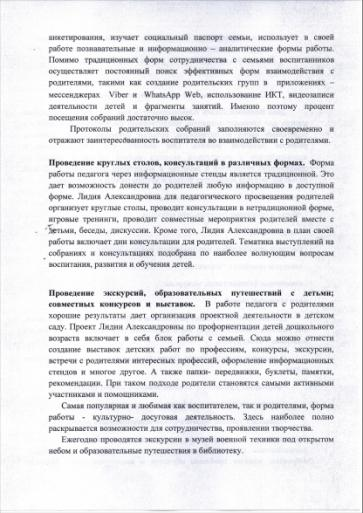 анкетирования, изучает социальный паспорт семьи, использует в своей
работе познавательные и информационно – аналитические формы работы.
Помимо традиционных форм сотрудничества с семьями воспитанников
осуществляет постоянный поиск эффективных форм взаимодействия с
родителями, такими как создание родительских групп в приложениях –
мессенджерах Viber и WhatsApp Web, использование ИКТ, видеозаписи
деятельности детей и фрагменты занятий. Именно поэтому процент
посещения собраний достаточно высок.
Протоколы родительских собраний заполняются своевременно и
отражают заинтересованность воспитателя во взаимодействии с родителями.
Проведение круглых столов, консультаций в различных формах. Форма
работы педагога через информационные стенды является традиционной. Это
дает возможность донести до родителей любую информацию в доступной
форме. Лидия Александровна для педагогического просвещения родителей
организует круглые столы, проводит консультации в нетрадиционной форме,
игровые тренинги, проводит совместные мероприятия родителей вместе с
детьми, беседы, дискуссии. Кроме того, Лидия Александровна в план своей
работы включает дни консультации для родителей. Тематика выступлений на
собраниях и консультациях подобрана по наиболее волнующим вопросам
воспитания, развития и обучения детей.
Проведение экскурсий, образовательных путешествий с детьми;
совместных конкурсов и выставок. В работе педагога с родителями
хорошие результаты дает организация проектной деятельности в детском
саду. Проект Лидии Александровны по профориентации детей дошкольного
возраста включает в себя блок работы с семьей. Сюда можно отнести
создание выставок детских работ по профессиям, конкурсы, экскурсии,
встречи с родителями интересных профессий, оформление информационных
стендов и многое другое. А также папки- передвижки, буклеты, памятки,
рекомендации. При таком подходе родители становятся самыми активными
участниками и помощниками.
Самая популярная и любимая как воспитателем, так и родителями, форма
работы - культурно- досуговая деятельность. Здесь наиболее полно
раскрывается возможности для сотрудничества, проявлении творчества.
Ежегодно проводятся экскурсии в музей военной техники под открытом
небом и образовательные путешествия в библиотеку.